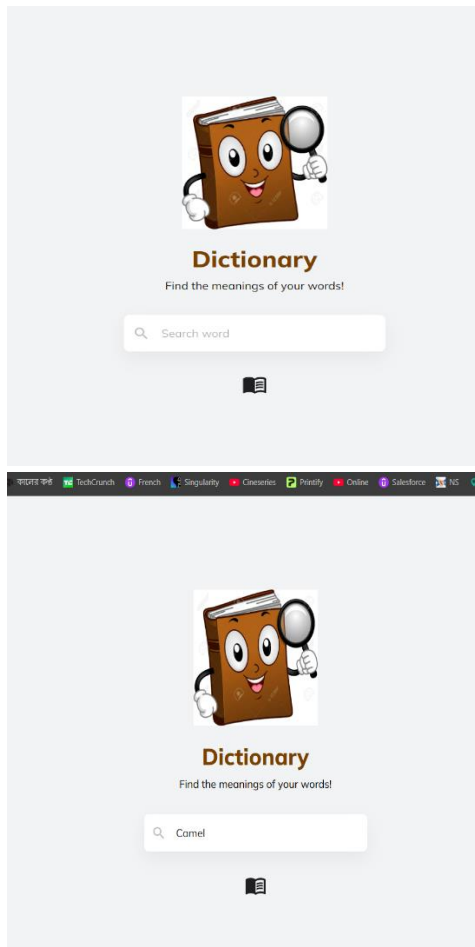 Dictionary
Find the meanings of your words!
Search word
কালের কণ্ঠ TechCrunch French Singularity Cineseries Printify Online Salesforce NS
Dictionary
Find the meanings of your words!
Camel